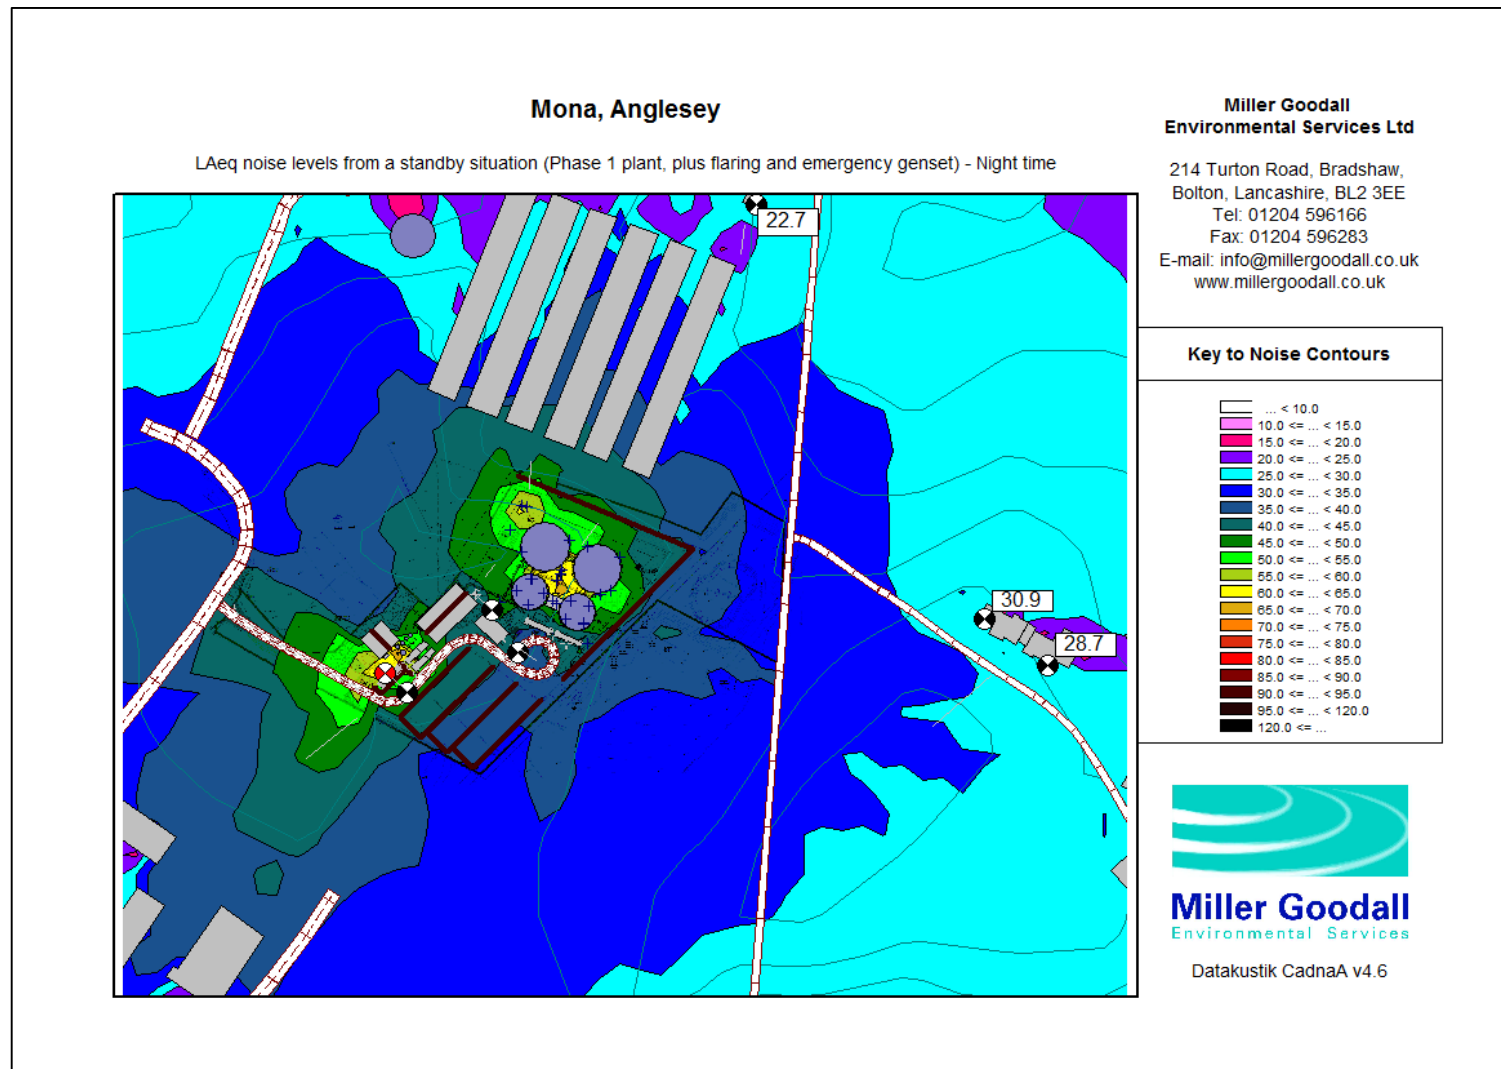 Mona, Anglesey
LAeq noise levels from a standby situation (Phase 1 plant, plus flaring and emergency genset) - Night time
22.7
30.9
28.7
Miller Goodall
Environmental Services Ltd
214 Turton Road, Bradshaw,
Bolton, Lancashire, BL2 3EE
Tel: 01204 596166
Fax: 01204 596283
E-mail: info@millergoodall.co.uk
www.millergoodall.co.uk
Key to Noise Contours
... < 10.0
10.0 <= ... < 15.0
15.0 <= ... < 20.0
20.0 <= ... < 25.0
25.0 <= ... < 30.0
30.0 <= ... < 35.0
35.0 <= ... < 40.0
40.0 <= ... < 45.0
45.0 <= ... < 50.0
50.0 <= ... < 55.0
55.0 <= ... < 60.0
60.0 <= ... < 65.0
65.0 <= ... < 70.0
70.0 <= ... < 75.0
75.0 <= ... < 80.0
80.0 <= ... < 85.0
85.0 <= ... < 90.0
90.0 <= ... < 95.0
95.0 <= ... < 120.0
120.0 <= ...
Miller Goodall
Environmental Services
Datakustik CadnaA v4.6